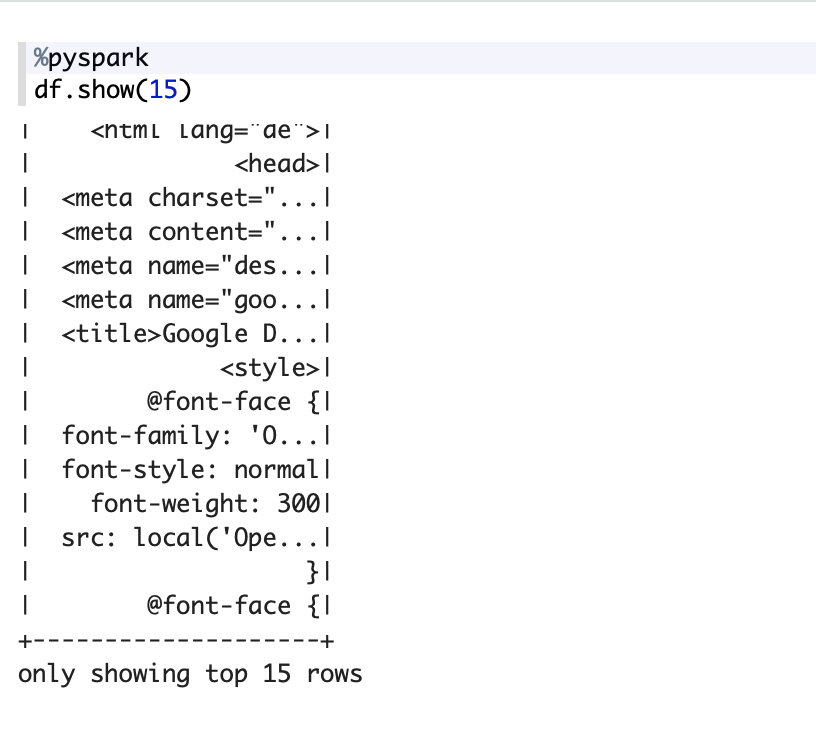 %pyspark
df.show(15)
|    <html lang="de">|
|              <head>|
|  <meta charset="...|
|  <meta content="...|
|  <meta name="des...|
|  <meta name="goo...|
|  <title>Google D...|
|             <style>|
|        @font-face {|
|  font-family: 'O...|
|  font-style: normal|
|    font-weight: 300|
|  src: local('Ope...|
|                   }|
|        @font-face {|
+--------------------+
only showing top 15 rows